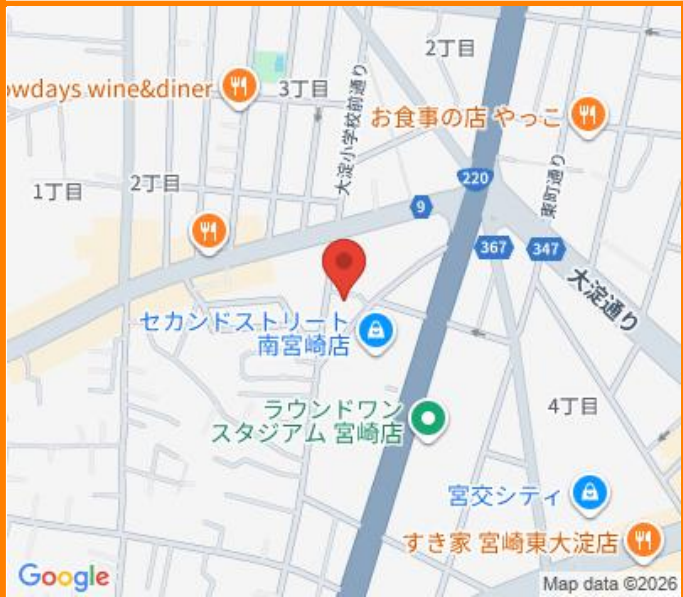 2丁目
owdays wine&diner
3丁目
大淀小学校前通り
お食事の店 やっこ
1丁目
2丁目
220
東町通り
9
367
347
大淀通り
セカンドストリート
南宮崎店
ラウンドワン
スタジアム 宮崎店
4丁目
宮交シティ
すき家 宮崎東大淀店
Google
Map data ©2026